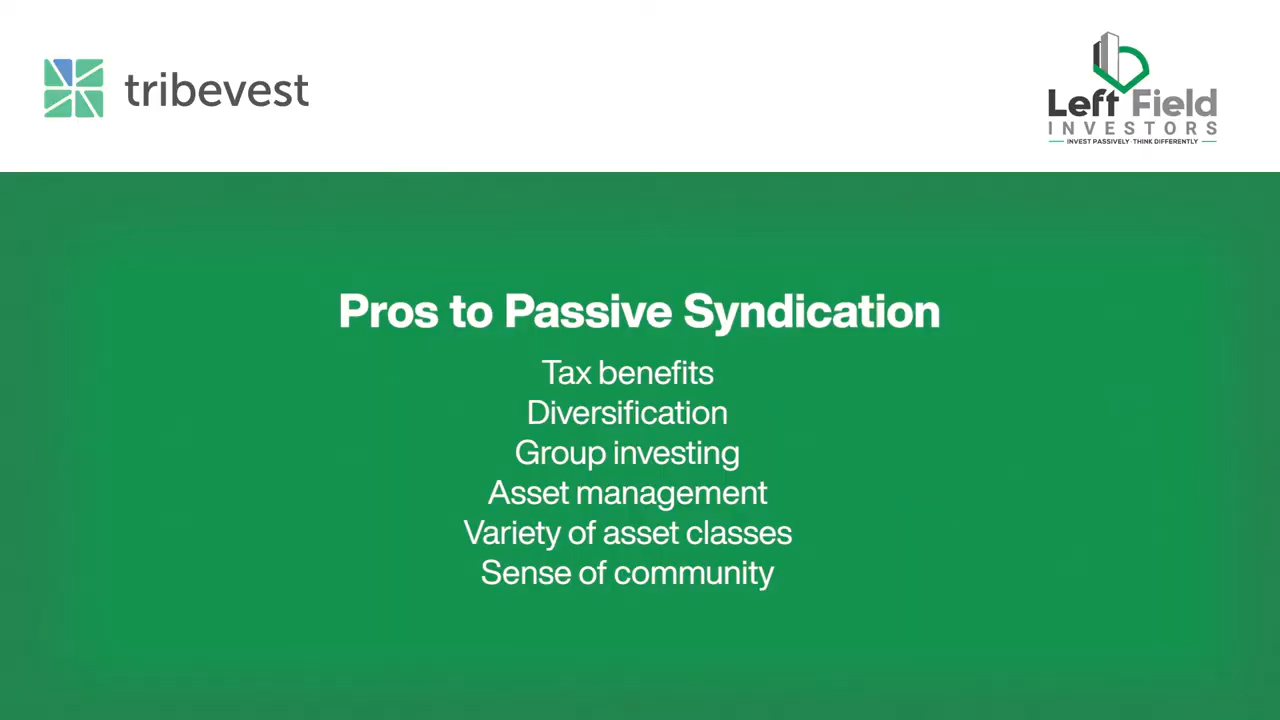 tribevest
Left Field
INVESTORS
INVEST PASSIVELY · THINK DIFFERENTLY
Pros to Passive Syndication
Tax benefits
Diversification
Group investing
Asset management
Variety of asset classes
Sense of community